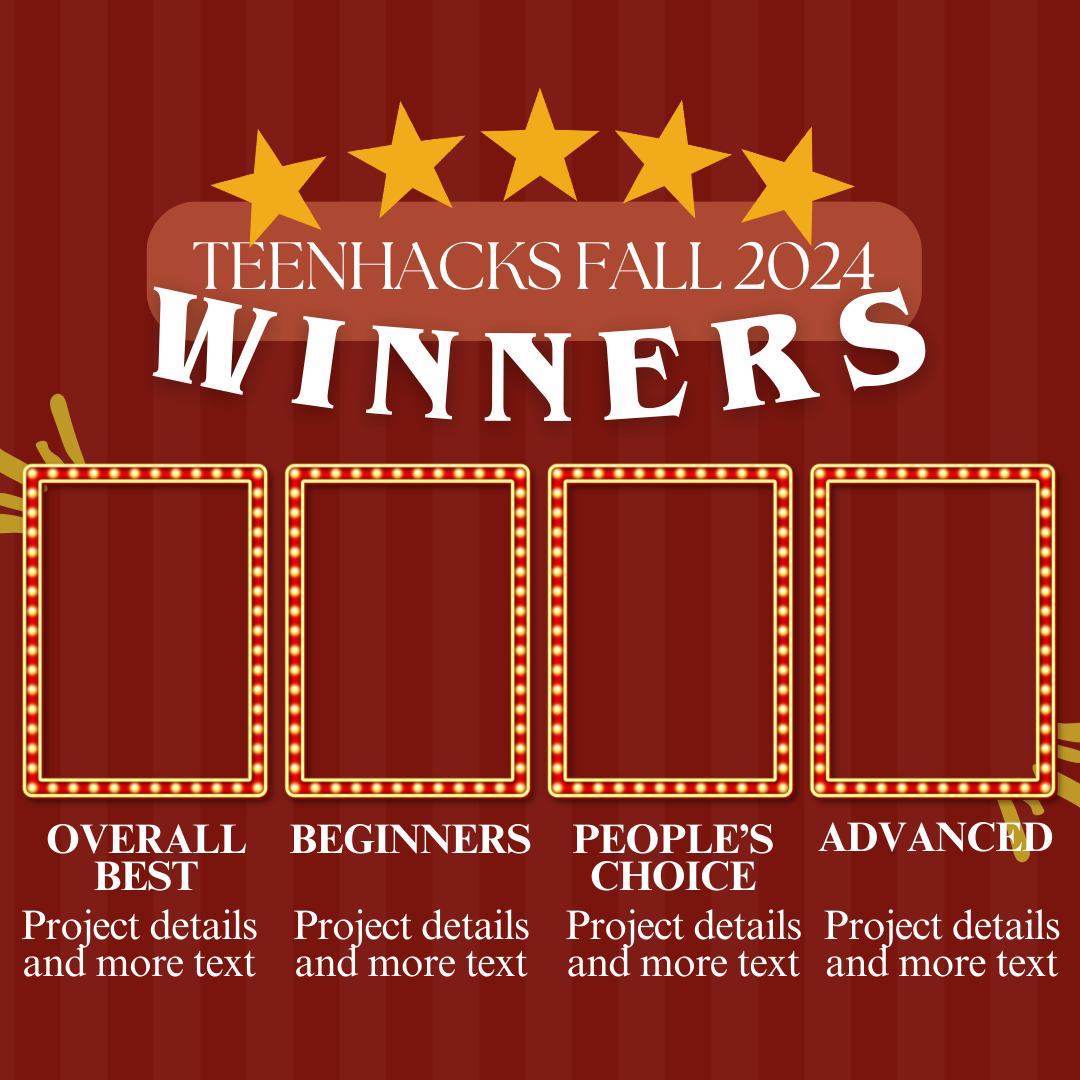 TEENHACKS FALL 2024
WINNERS
OVERALL
BEST
Project details
and more text
BEGINNERS
Project details
and more text
PEOPLE’S
CHOICE
Project details
and more text
ADVANCED
Project details
and more text